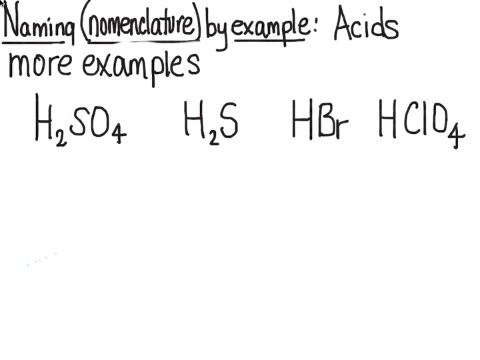 Naming (nomenclature) by example: Acids
more examples
H₂SO₄ H₂S HBr HClO₄